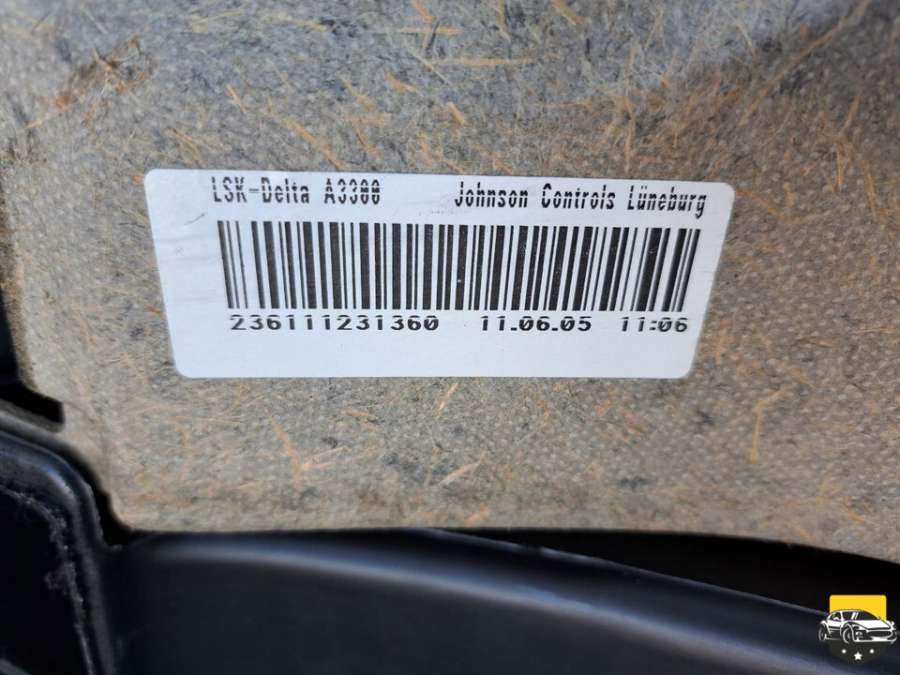 LSK-Delta A3300 Johnson Controls Lüneburg
236111231360 11.06.05 11:06